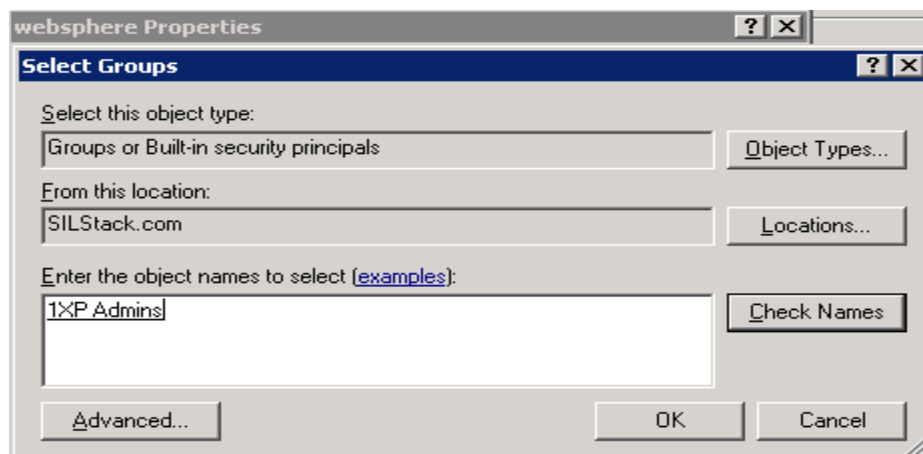 websphere Properties
Select Groups
Select this object type:
Groups or Built-in security principals
Object Types...
From this location:
SILStack.com
Locations...
Enter the object names to select (examples):
1XP Admins
Check Names
Advanced...
OK
Cancel